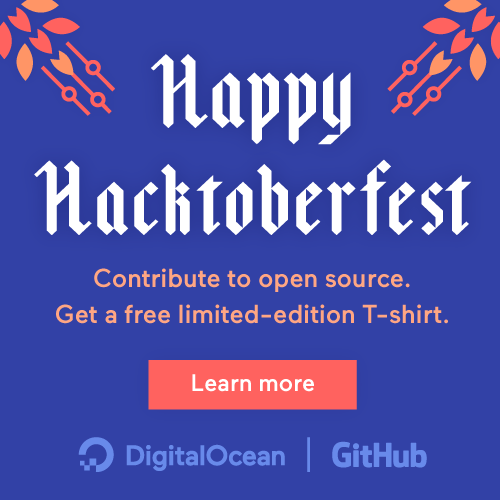 Happy
Hacktoberfest
Contribute to open source.
Get a free limited-edition T-shirt.
Learn more
DigitalOcean | GitHub